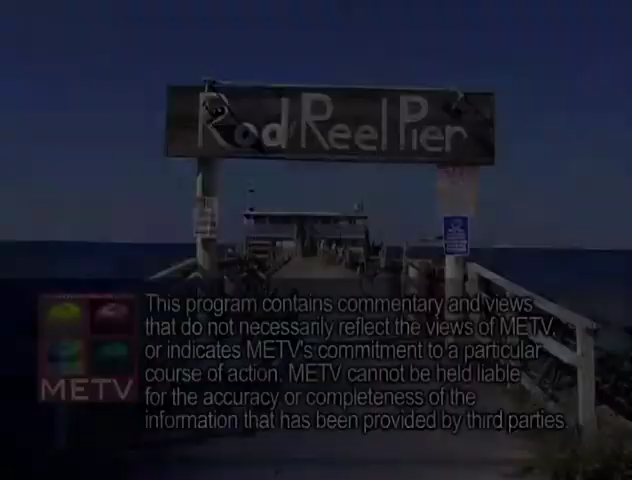 Rod Reel Pier
This program contains commentary and views
that do not necessarily reflect the views of METV,
or indicates METV's commitment to a particular
course of action. METV cannot be held liable
for the accuracy or completeness of the
information that has been provided by third parties.
METV